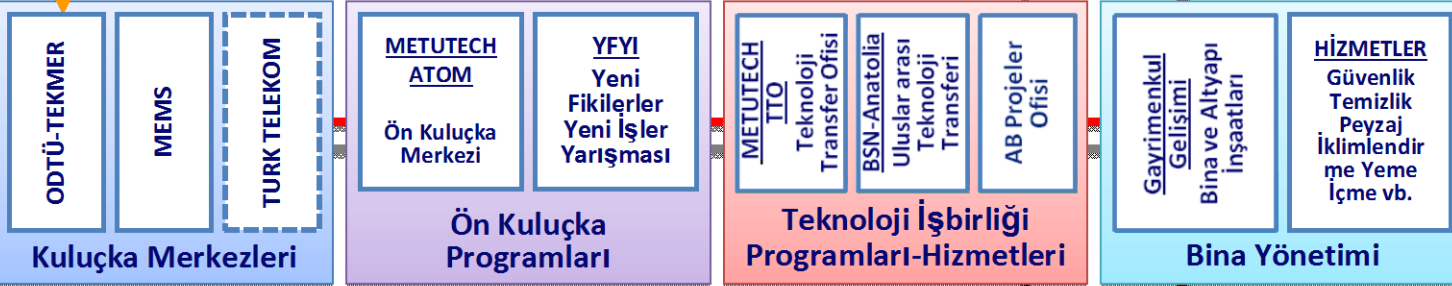 ODTÜ-TEKMER
MEMS
TURK TELEKOM
Kuluçka Merkezleri
METUTECH
ATOM
Ön Kuluçka
Merkezi
YFYI
Yeni
Fikilerler
Yeni İşler
Yarışması
Ön Kuluçka
Programları
METUTECH
TTO
Teknoloji
Transfer Ofisi
BSN-Anatolia
Uluslar arası
Teknoloji
Transferi
AB Projeler
Ofisi
Teknoloji İşbirliği
Programları-Hizmetleri
Gayrimenkul
Gelişimi
Bina ve Altyapı
İnşaatları
HİZMETLER
Güvenlik
Temizlik
Peyzaj
İklimlendir
me Yeme
İçme vb.
Bina Yönetimi